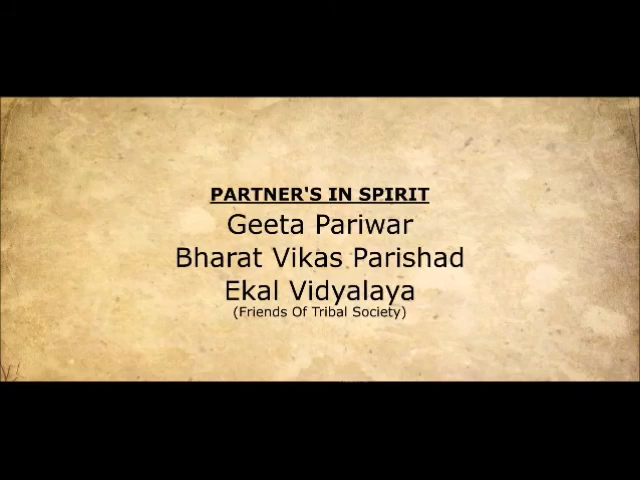 PARTNER'S IN SPIRIT
Geeta Pariwar
Bharat Vikas Parishad
Ekal Vidyalaya
(Friends Of Tribal Society)